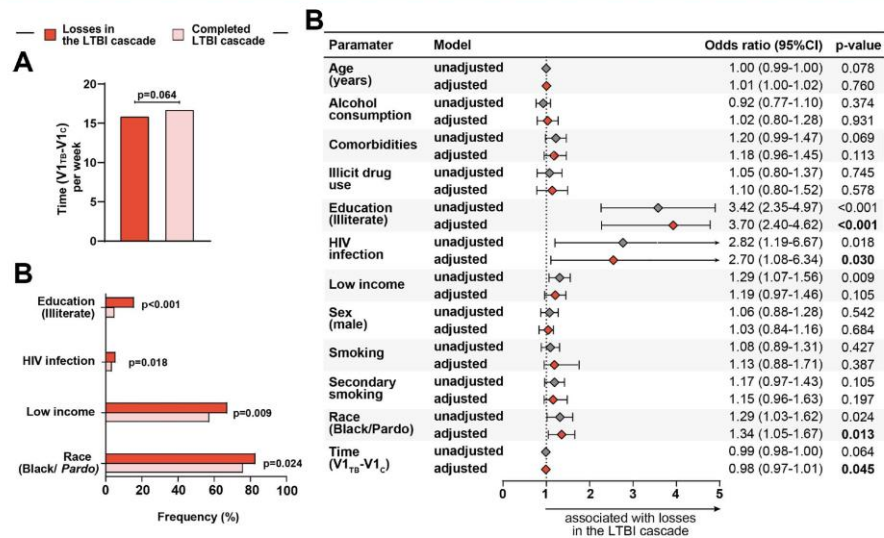 Losses in
the LTBI cascade
Completed
LTBI cascade
A
p=0.064
20
15
10
5
0
Time (V1TB-V1C)
per week
B
Education
(Illiterate)
p<0.001
HIV infection
p=0.018
Low income
p=0.009
Race
(Black/ Pardo)
p=0.024
0 20 40 60 80 100
Frequency (%)
B
Paramater Model Odds ratio (95%CI) p-value
Age
(years)
unadjusted 1.00 (0.99-1.00) 0.078
adjusted 1.01 (1.00-1.02) 0.760
Alcohol
consumption
unadjusted 0.92 (0.77-1.10) 0.374
adjusted 1.02 (0.80-1.28) 0.931
Comorbidities
unadjusted 1.20 (0.99-1.47) 0.069
adjusted 1.18 (0.96-1.45) 0.113
Illicit drug
use
unadjusted 1.05 (0.80-1.37) 0.745
adjusted 1.10 (0.80-1.52) 0.578
Education
(Illiterate)
unadjusted 3.42 (2.35-4.97) <0.001
adjusted 3.70 (2.40-4.62) <0.001
HIV
infection
unadjusted 2.82 (1.19-6.67) 0.018
adjusted 2.70 (1.08-6.34) 0.030
Low income
unadjusted 1.29 (1.07-1.56) 0.009
adjusted 1.19 (0.97-1.46) 0.105
Sex
(male)
unadjusted 1.06 (0.88-1.28) 0.542
adjusted 1.03 (0.84-1.16) 0.684
Smoking
unadjusted 1.08 (0.89-1.31) 0.427
adjusted 1.13 (0.88-1.71) 0.387
Secondary
smoking
unadjusted 1.17 (0.97-1.43) 0.105
adjusted 1.15 (0.96-1.63) 0.197
Race
(Black/Pardo)
unadjusted 1.29 (1.03-1.62) 0.024
adjusted 1.34 (1.05-1.67) 0.013
Time
(V1TB-V1C)
unadjusted 0.99 (0.98-1.00) 0.064
adjusted 0.98 (0.97-1.01) 0.045
0 1 2 3 4 5
associated with losses
in the LTBI cascade